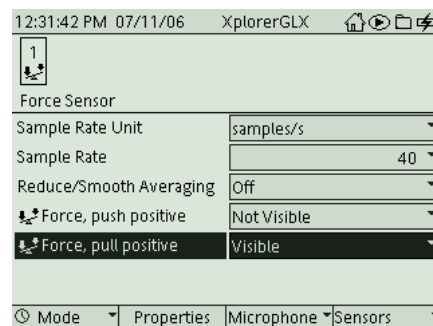 12:31:42 PM 07/11/06 XplorerGLX
1
Force Sensor
Sample Rate Unit samples/s
Sample Rate 40
Reduce/Smooth Averaging Off
Force, push positive Not Visible
Force, pull positive Visible
Mode Properties Microphone Sensors